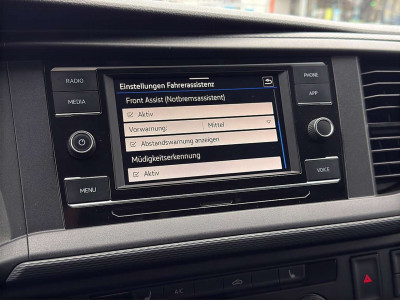 RADIO
MEDIA
MENU
Einstellungen Fahrerassistenz
Front Assist (Notbremsassistent)
Aktiv
Vorwarnung: Mittel
Abstandswarnung anzeigen
Müdigkeitserkennung
Aktiv
PHONE
APP
VOICE
A/C